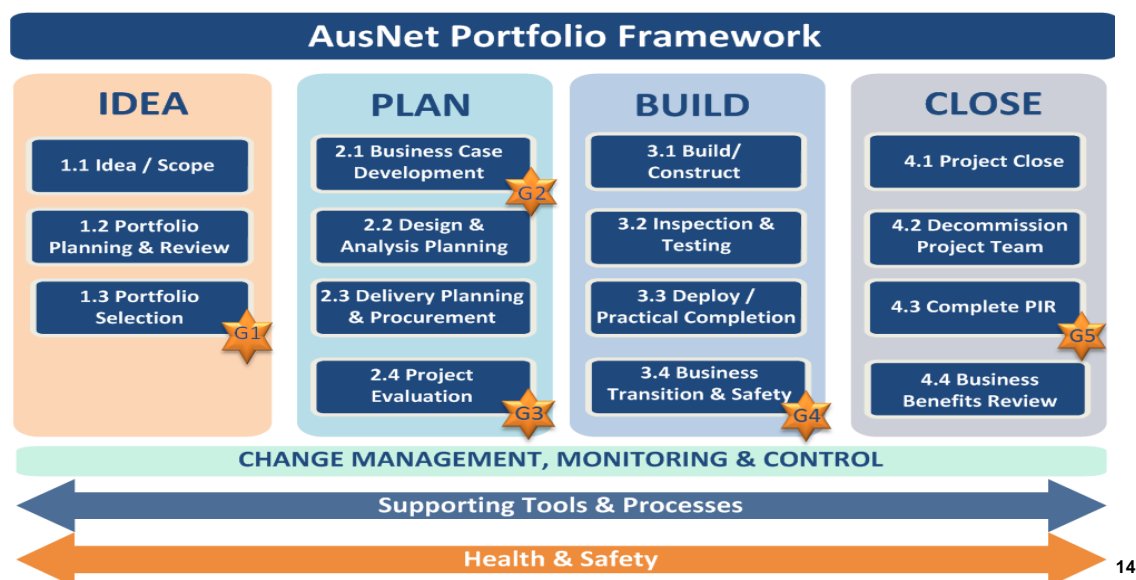 AusNet Portfolio Framework
IDEA
1.1 Idea / Scope
1.2 Portfolio
Planning & Review
1.3 Portfolio
Selection
G1
PLAN
2.1 Business Case
Development
G2
2.2 Design &
Analysis Planning
2.3 Delivery Planning
& Procurement
2.4 Project
Evaluation
G3
BUILD
3.1 Build/
Construct
3.2 Inspection &
Testing
3.3 Deploy /
Practical Completion
3.4 Business
Transition & Safety
G4
CLOSE
4.1 Project Close
4.2 Decommission
Project Team
4.3 Complete PIR
G5
4.4 Business
Benefits Review
CHANGE MANAGEMENT, MONITORING & CONTROL
Supporting Tools & Processes
Health & Safety
14